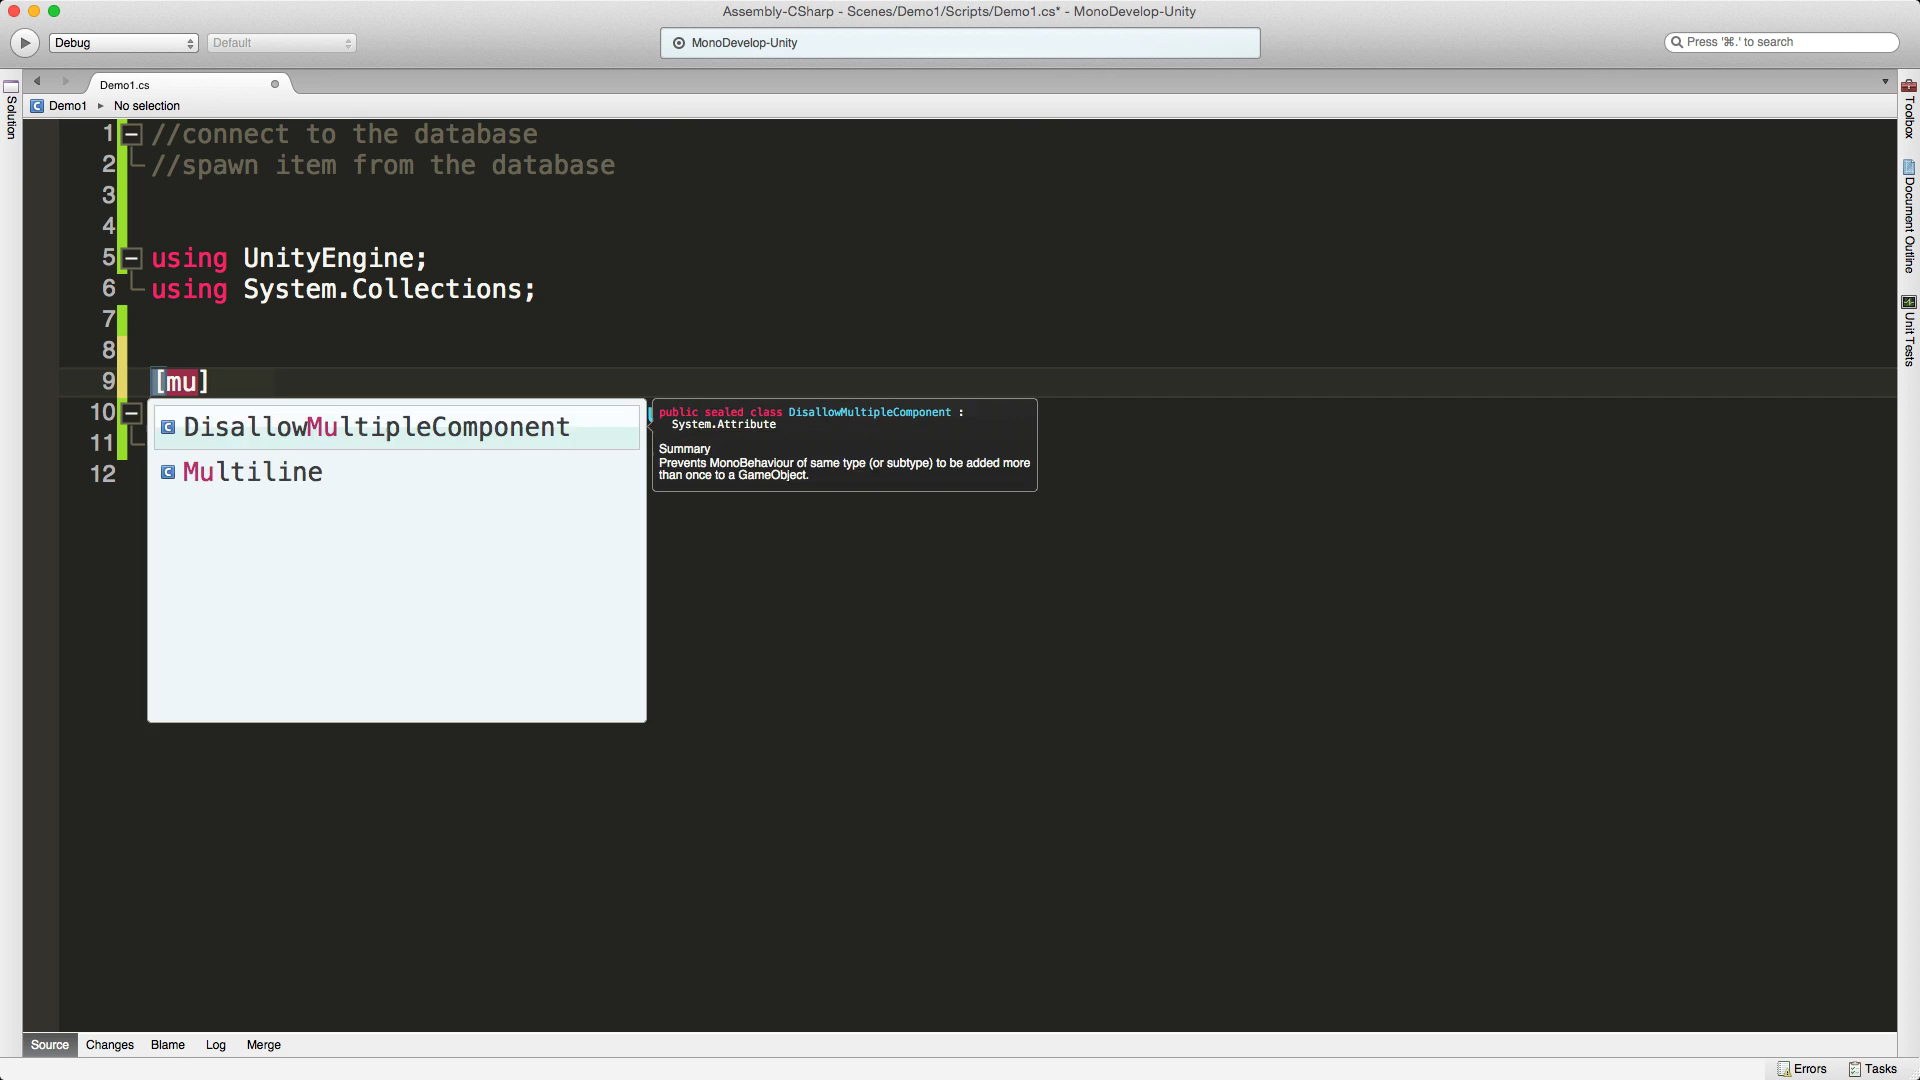 Assembly-CSharp - Scenes/Demo1/Scripts/Demo1.cs* - MonoDevelop-Unity
Debug
Default
MonoDevelop-Unity
Press '⌘.' to search
Demo1.cs
Demo1 ▸ No selection
Solution
Toolbox
Document Outline
Unit Tests
1 //connect to the database
2 //spawn item from the database
3
4
5 using UnityEngine;
6 using System.Collections;
7
8
9 [mu]
10
11
12
DisallowMultipleComponent
Multiline
public sealed class DisallowMultipleComponent :
System.Attribute
Summary
Prevents MonoBehaviour of same type (or subtype) to be added more
than once to a GameObject.
Source Changes Blame Log Merge
Errors Tasks